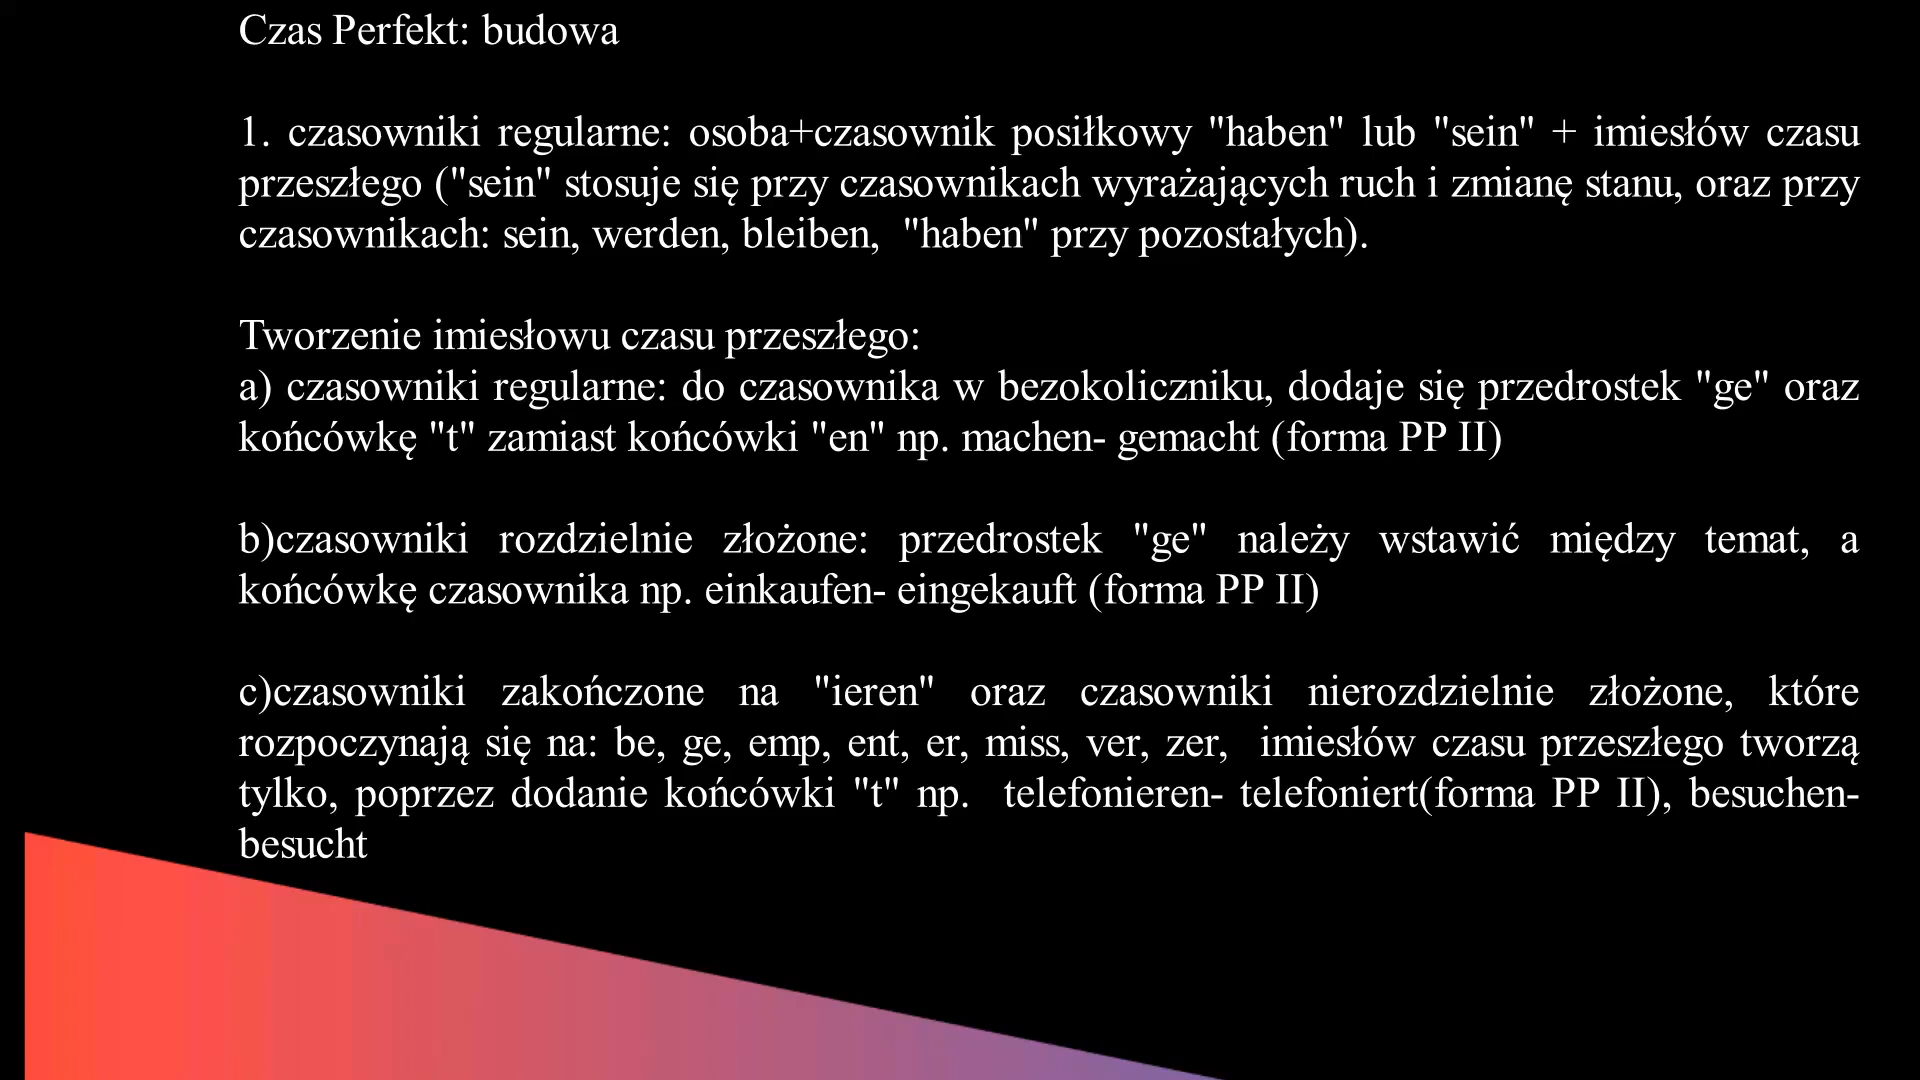 Czas Perfekt: budowa
1. czasowniki regularne: osoba+czasownik posiłkowy "haben" lub "sein" + imiesłów czasu
przeszłego ("sein" stosuje się przy czasownikach wyrażających ruch i zmianę stanu, oraz przy
czasownikach: sein, werden, bleiben,  "haben" przy pozostałych).
Tworzenie imiesłowu czasu przeszłego:
a) czasowniki regularne: do czasownika w bezokoliczniku, dodaje się przedrostek "ge" oraz
końcówkę "t" zamiast końcówki "en" np. machen- gemacht (forma PP II)
b)czasowniki rozdzielnie złożone: przedrostek "ge" należy wstawić między temat, a
końcówkę czasownika np. einkaufen- eingekauft (forma PP II)
c)czasowniki zakończone na "ieren" oraz czasowniki nierozdzielnie złożone, które
rozpoczynają się na: be, ge, emp, ent, er, miss, ver, zer,  imiesłów czasu przeszłego tworzą
tylko, poprzez dodanie końcówki "t" np.  telefonieren- telefoniert(forma PP II), besuchen-
besucht